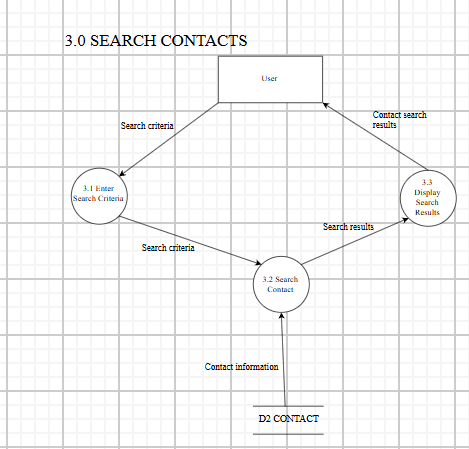 3.0 SEARCH CONTACTS
User
Search criteria
Contact search
results
3.1 Enter
Search Criteria
3.3
Display
Search
Results
Search results
Search criteria
3.2 Search
Contact
Contact information
D2 CONTACT